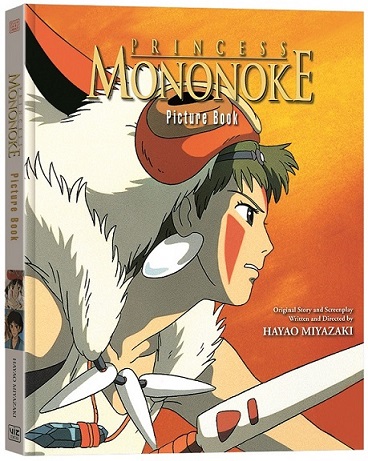 PRINCESS
MONONOKE
Picture Book
Original Story and Screenplay
Written and Directed by
HAYAO MIYAZAKI
MONONOKE
Picture Book
HAYAO MIYAZAKI
VIZ